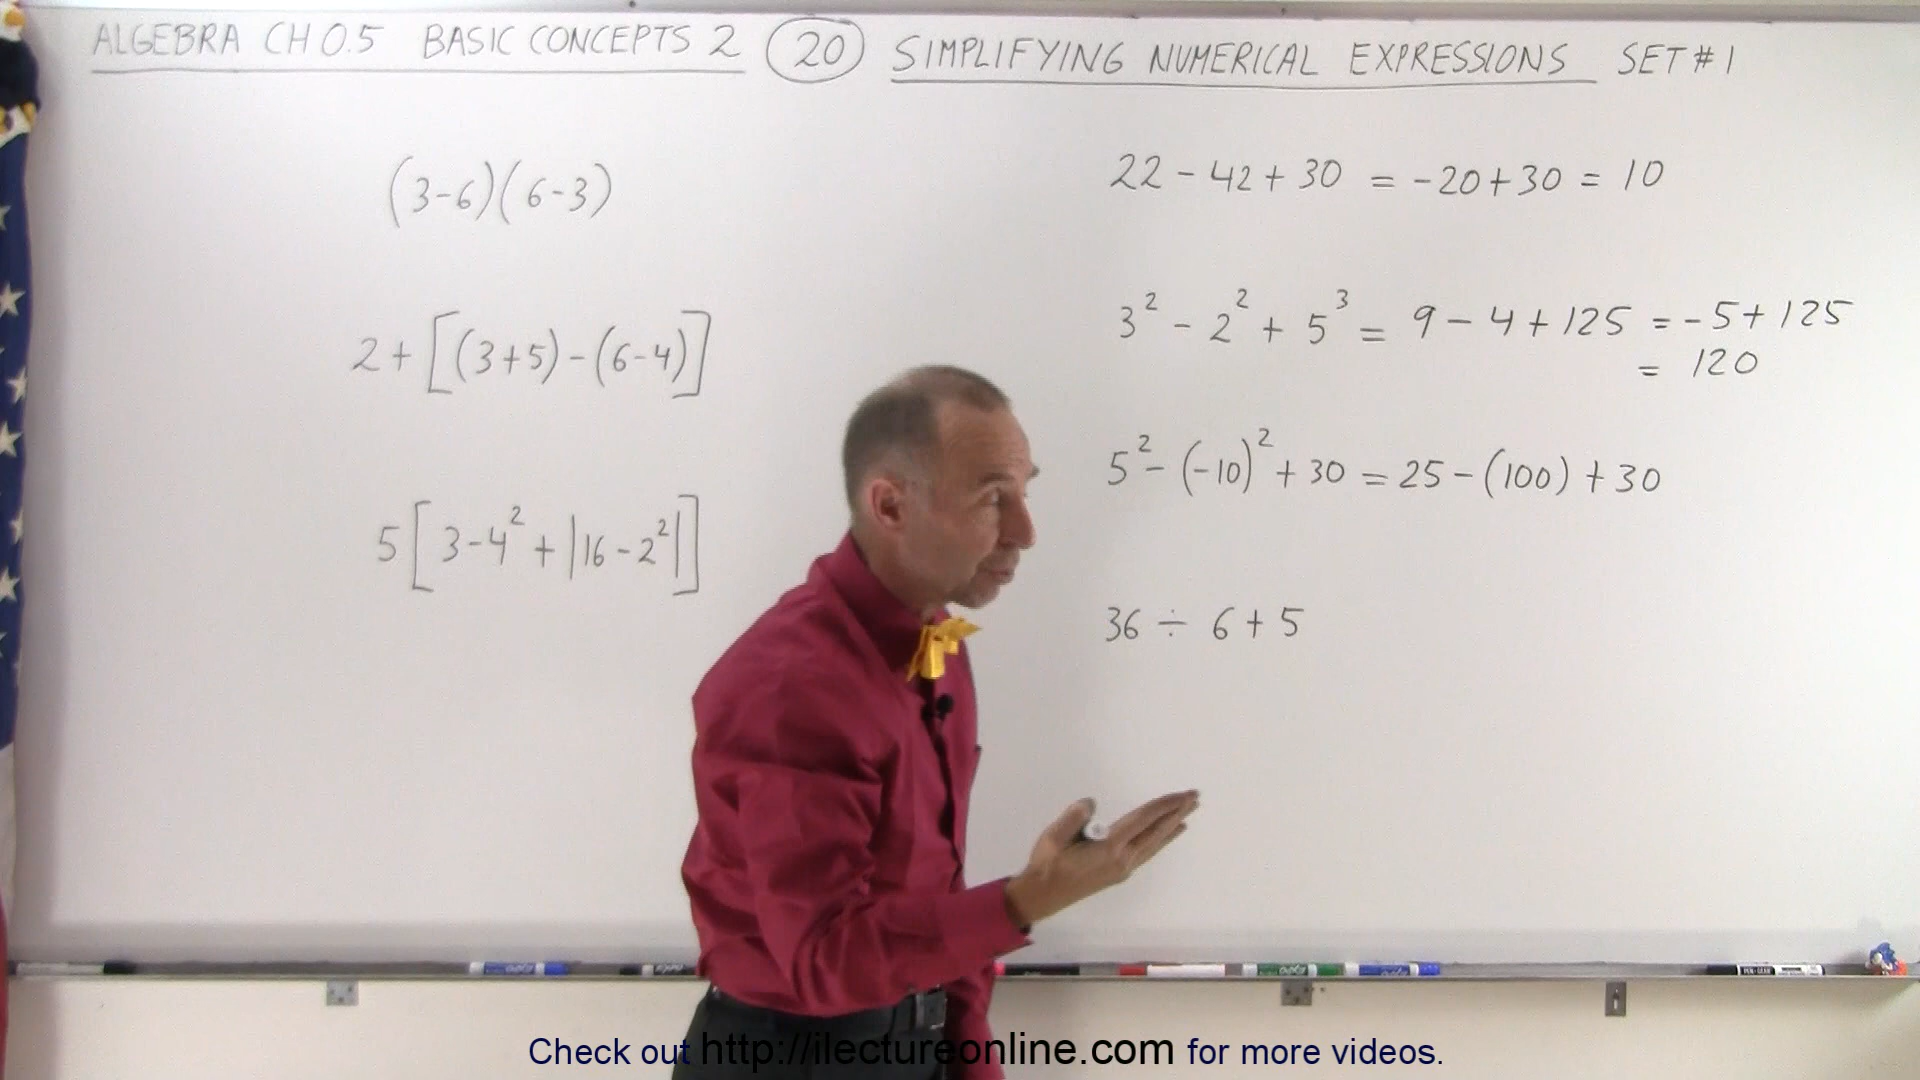 ALGEBRA CH 0.5 BASIC CONCEPTS 2 20 SIMPLIFYING NUMERICAL EXPRESSIONS SET # 1
(3-6)(6-3)
2+[(3+5)-(6-4)]
5[3-4²+|16-2²|]
22-42+30 = -20+30 = 10
3²-2²+5³ = 9-4+125 = -5+125
= 120
5²-(-10)²+30 = 25-(100)+30
36÷6+5
Check out http://ilectureonline.com for more videos.